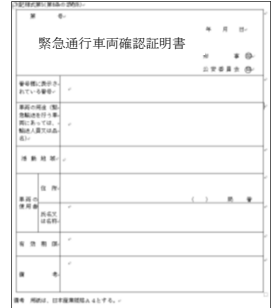 第 号
年 月 日
緊急通行車両確認証明書
知 事 ㊞
公安委員会 ㊞
番号標に表示さ
れている番号
車両の用途（緊
急輸送を行う車
両にあっては、
輸送人員又は品
名）
活動地域
車両の
使用者
住 所
（ ） 局 番
氏名又
は名称
有効期限
備 考
備考 用紙は、日本産業規格A4とする。